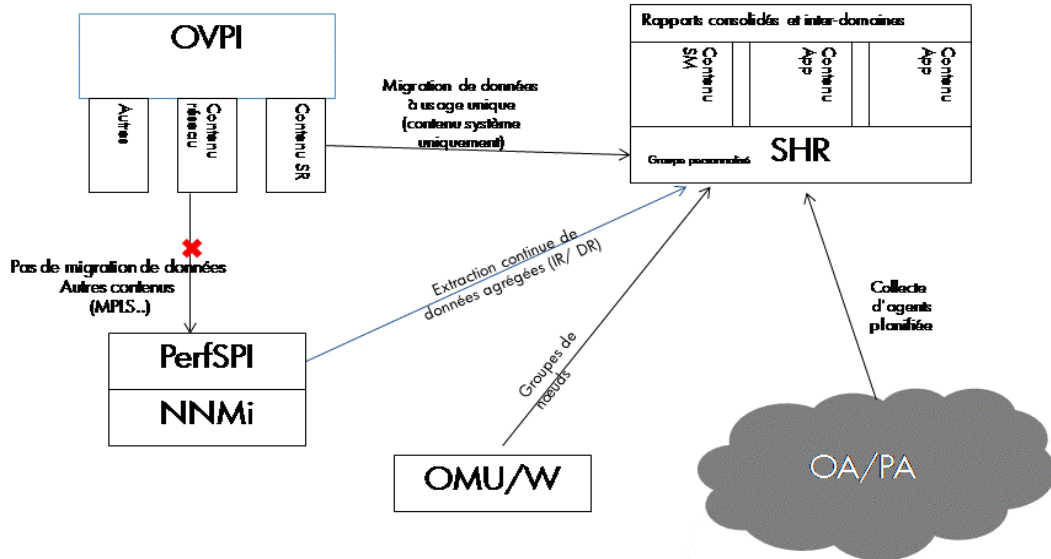 OVPI
Autres
Contenu
réseau
Contenu SR
Migration de données
à usage unique
(contenu système
uniquement)
Rapports consolidés et inter-domaines
Contenu
SM
Contenu
App
Contenu
App
Groupe personnalisé
SHR
Pas de migration de données
Autres contenus
(MPLS..)
Extraction continue de
données agrégées (IR/ DR)
Collecte
d'agents
planifiée
PerfSPI
NNMi
Groupes de
nœuds
OMU/W
OA/PA